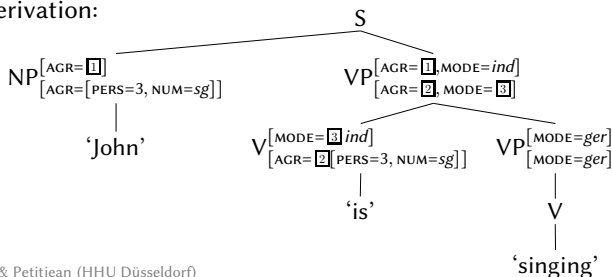 erivation:
S
NP[AGR= 1]
[AGR=[PERS=3, NUM=sg]]
VP[AGR= 1,MODE=ind]
[AGR= 2, MODE= 3]
'John'
V[MODE= 3 ind]
[AGR= 2[PERS=3, NUM=sg]]
VP[MODE=ger]
[MODE=ger]
'is'
V
'singing'
& Petitjean (HHU Düsseldorf)